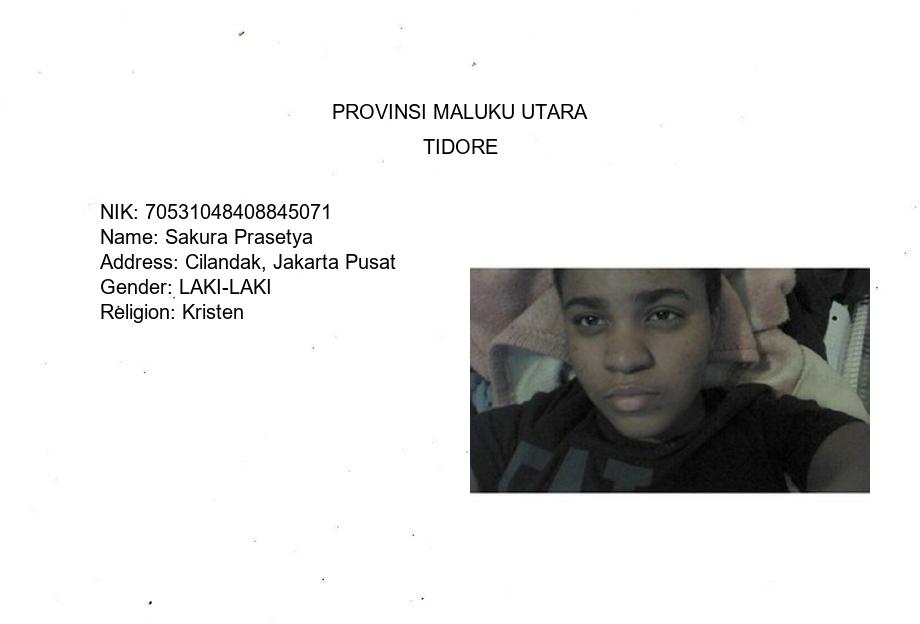 PROVINSI MALUKU UTARA
TIDORE
NIK: 70531048408845071
Name: Sakura Prasetya
Address: Cilandak, Jakarta Pusat
Gender: LAKI-LAKI
Religion: Kristen